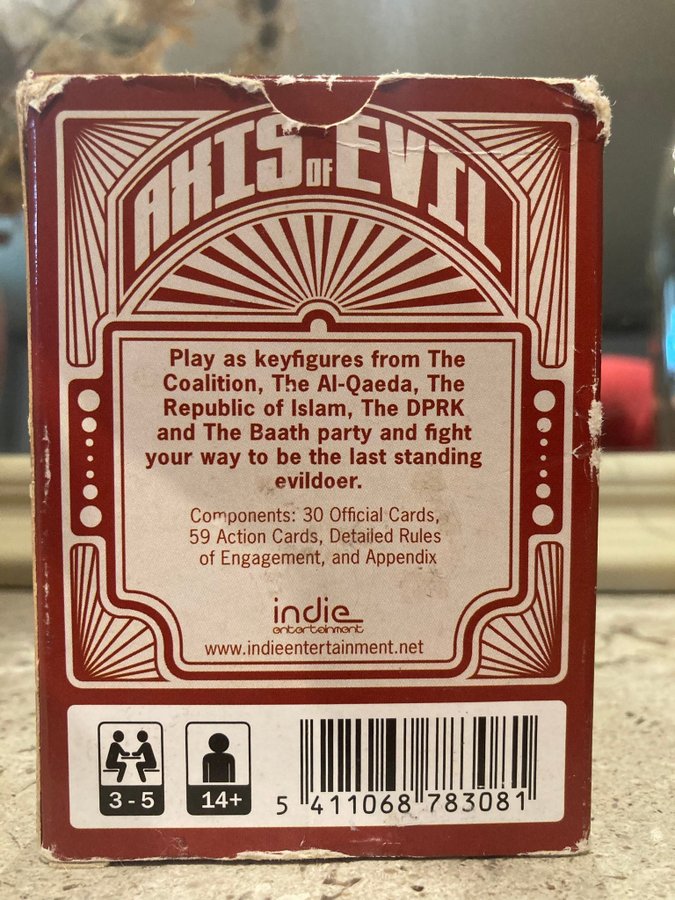 AXIS OF EVIL
Play as keyfigures from The
Coalition, The Al-Qaeda, The
Republic of Islam, The DPRK
and The Baath party and fight
your way to be the last standing
evildoer.
Components: 30 Official Cards,
59 Action Cards, Detailed Rules
of Engagement, and Appendix
indie
entertainment
www.indieentertainment.net
3-5
14+
5 411068 783081